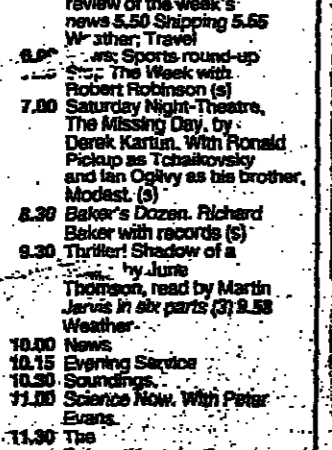 review of the week's
news 5.50 Shipping 5.55
Weather; Travel
6.00 News; Sports round-up
Stop The Week with
Robert Robinson (s)
7.00 Saturday Night-Theatre,
The Missing Day, by
Derek Kartun. With Ronald
Pickup as Tchaikovsky
and Ian Ogilvy as his brother,
Modest. (s)
8.30 Baker's Dozen. Richard
Baker with records (s)
9.30 Thriller! Shadow of a
by June
Thomson, read by Martin
Jarvis in six parts (3) 9.58
Weather
10.00 News
10.15 Evening Service
10.30 Soundings.
11.00 Science Now. With Peter
Evans.
11.30 The